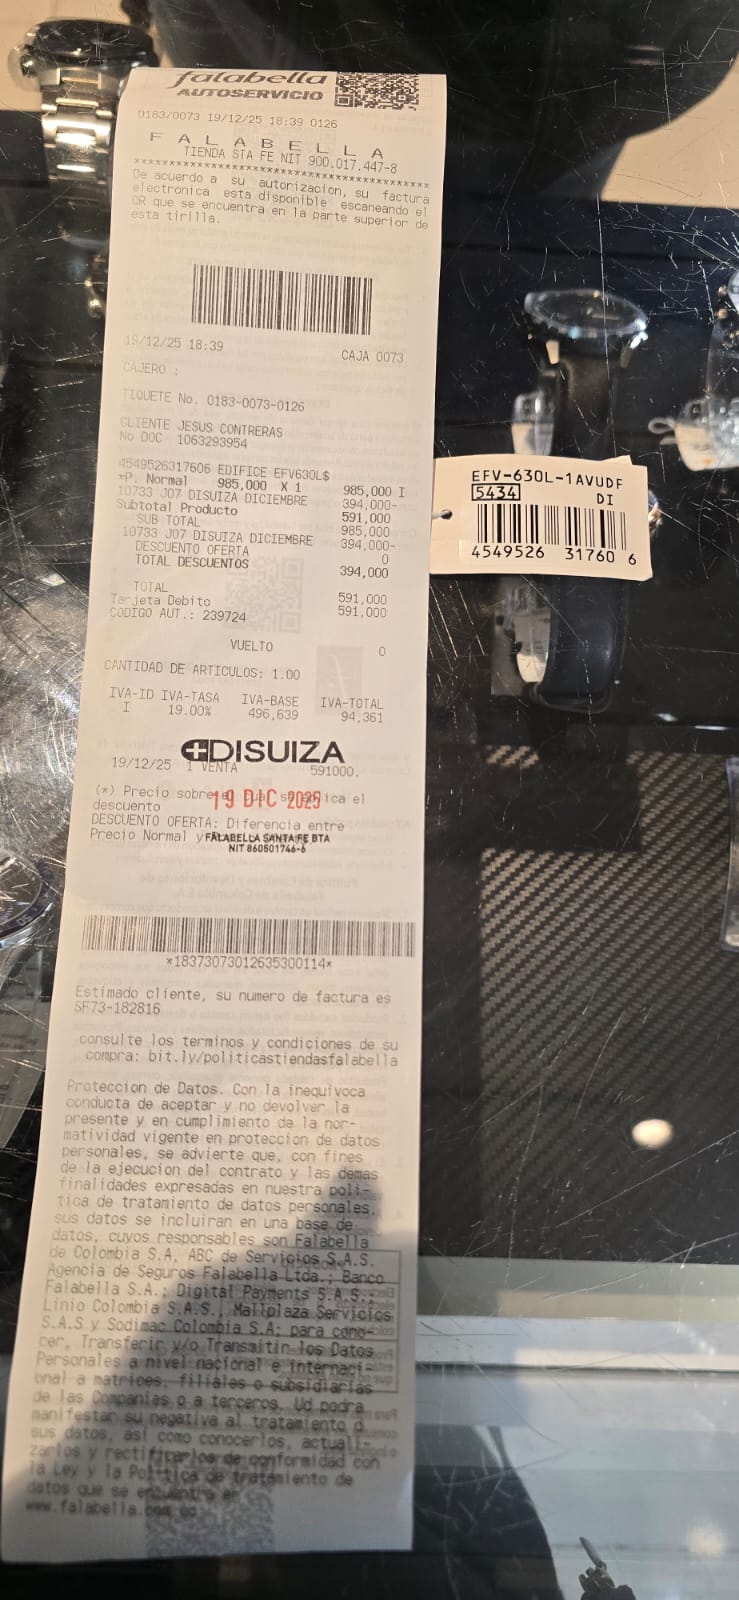 falabella
AUTOSERVICIO
0183/0073 19/12/25 18:39 0126
F A L A B E L L A
TIENDA STA FE NIT 900.017.447-8
****************************************
De acuerdo a su autorizacion, su factura
electronica esta disponible escaneando el
QR que se encuentra en la parte superior de
esta tirilla.
19/12/25 18:39 CAJA 0073
CAJERO :
TIQUETE No. 0183-0073-0126
CLIENTE JESUS CONTRERAS
No DOC 1063293954
4549526317606 EDIFICE EFV630L$
*P. Normal 985,000 X 1 985,000 I
10733 J07 DISUIZA DICIEMBRE 394,000-
Subtotal Producto 591,000
SUB TOTAL 985,000
10733 J07 DISUIZA DICIEMBRE 394,000-
DESCUENTO OFERTA 0
TOTAL DESCUENTOS 394,000
TOTAL 591,000
Tarjeta Debito 591,000
CODIGO AUT.: 239724
VUELTO 0
CANTIDAD DE ARTICULOS: 1.00
IVA-ID IVA-TASA IVA-BASE IVA-TOTAL
I 19.00% 496,639 94,361
DISUIZA
19/12/25 1 VENTA 591000.
(*) Precio sobre el cual se aplica el
19 DIC 2025
descuento
DESCUENTO OFERTA: Diferencia entre
Precio Normal y
FALABELLA SANTA FE BTA
NIT 860501746-6
*18373073012635300114*
Estimado cliente, su numero de factura es
SF73-182816
consulte los terminos y condiciones de su
compra: bit.ly/politicastiendasfalabella
Proteccion de Datos. Con la inequivoca
conducta de aceptar y no devolver la
presente y en cumplimiento de la nor-
matividad vigente en proteccion de datos
personales, se advierte que, con fines
de la ejecucion del contrato y las demas
finalidades expresadas en nuestra poli-
tica de tratamiento de datos personales,
sus datos se incluiran en una base de
datos, cuyos responsables son Falabella
de Colombia S.A, ABC de Servicios S.A.S.
Agencia de Seguros Falabella Ltda.; Banco
Falabella S.A.; Digital Payments S.A.S.,
Linio Colombia S.A.S., Mallplaza Servicios
S.A.S y Sodimac Colombia S.A; para cono-
cer, Transferir y/o Transmitir los Datos
Personales a nivel nacional e internaci-
onal a matrices, filiales o subsidiarias
de las Companias o a terceros. Ud podra
manifestar su negativa al tratamiento d
sus datos, asi como conocerlos, actuali-
zarlos y rectificarlos de conformidad con
la Ley y la Politica de tratamiento de
datos que se encuentra en
www.falabella.com.co
EFV-630L-1AVUDF
5434 DI
4549526 31760 6